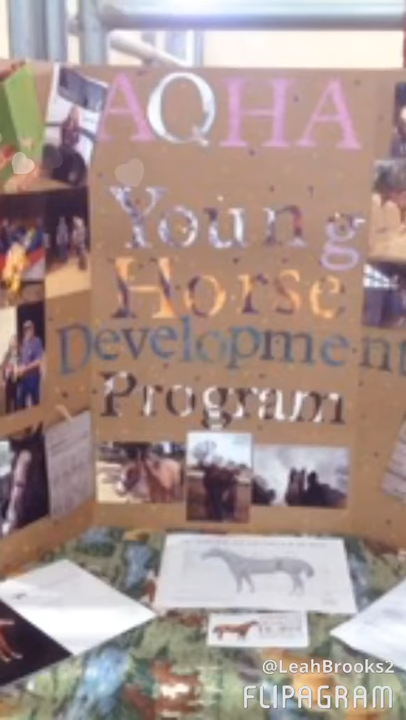 AQHA
Young
Horse
Development
Program
@LeahBrooks2
FLIPAGRAM